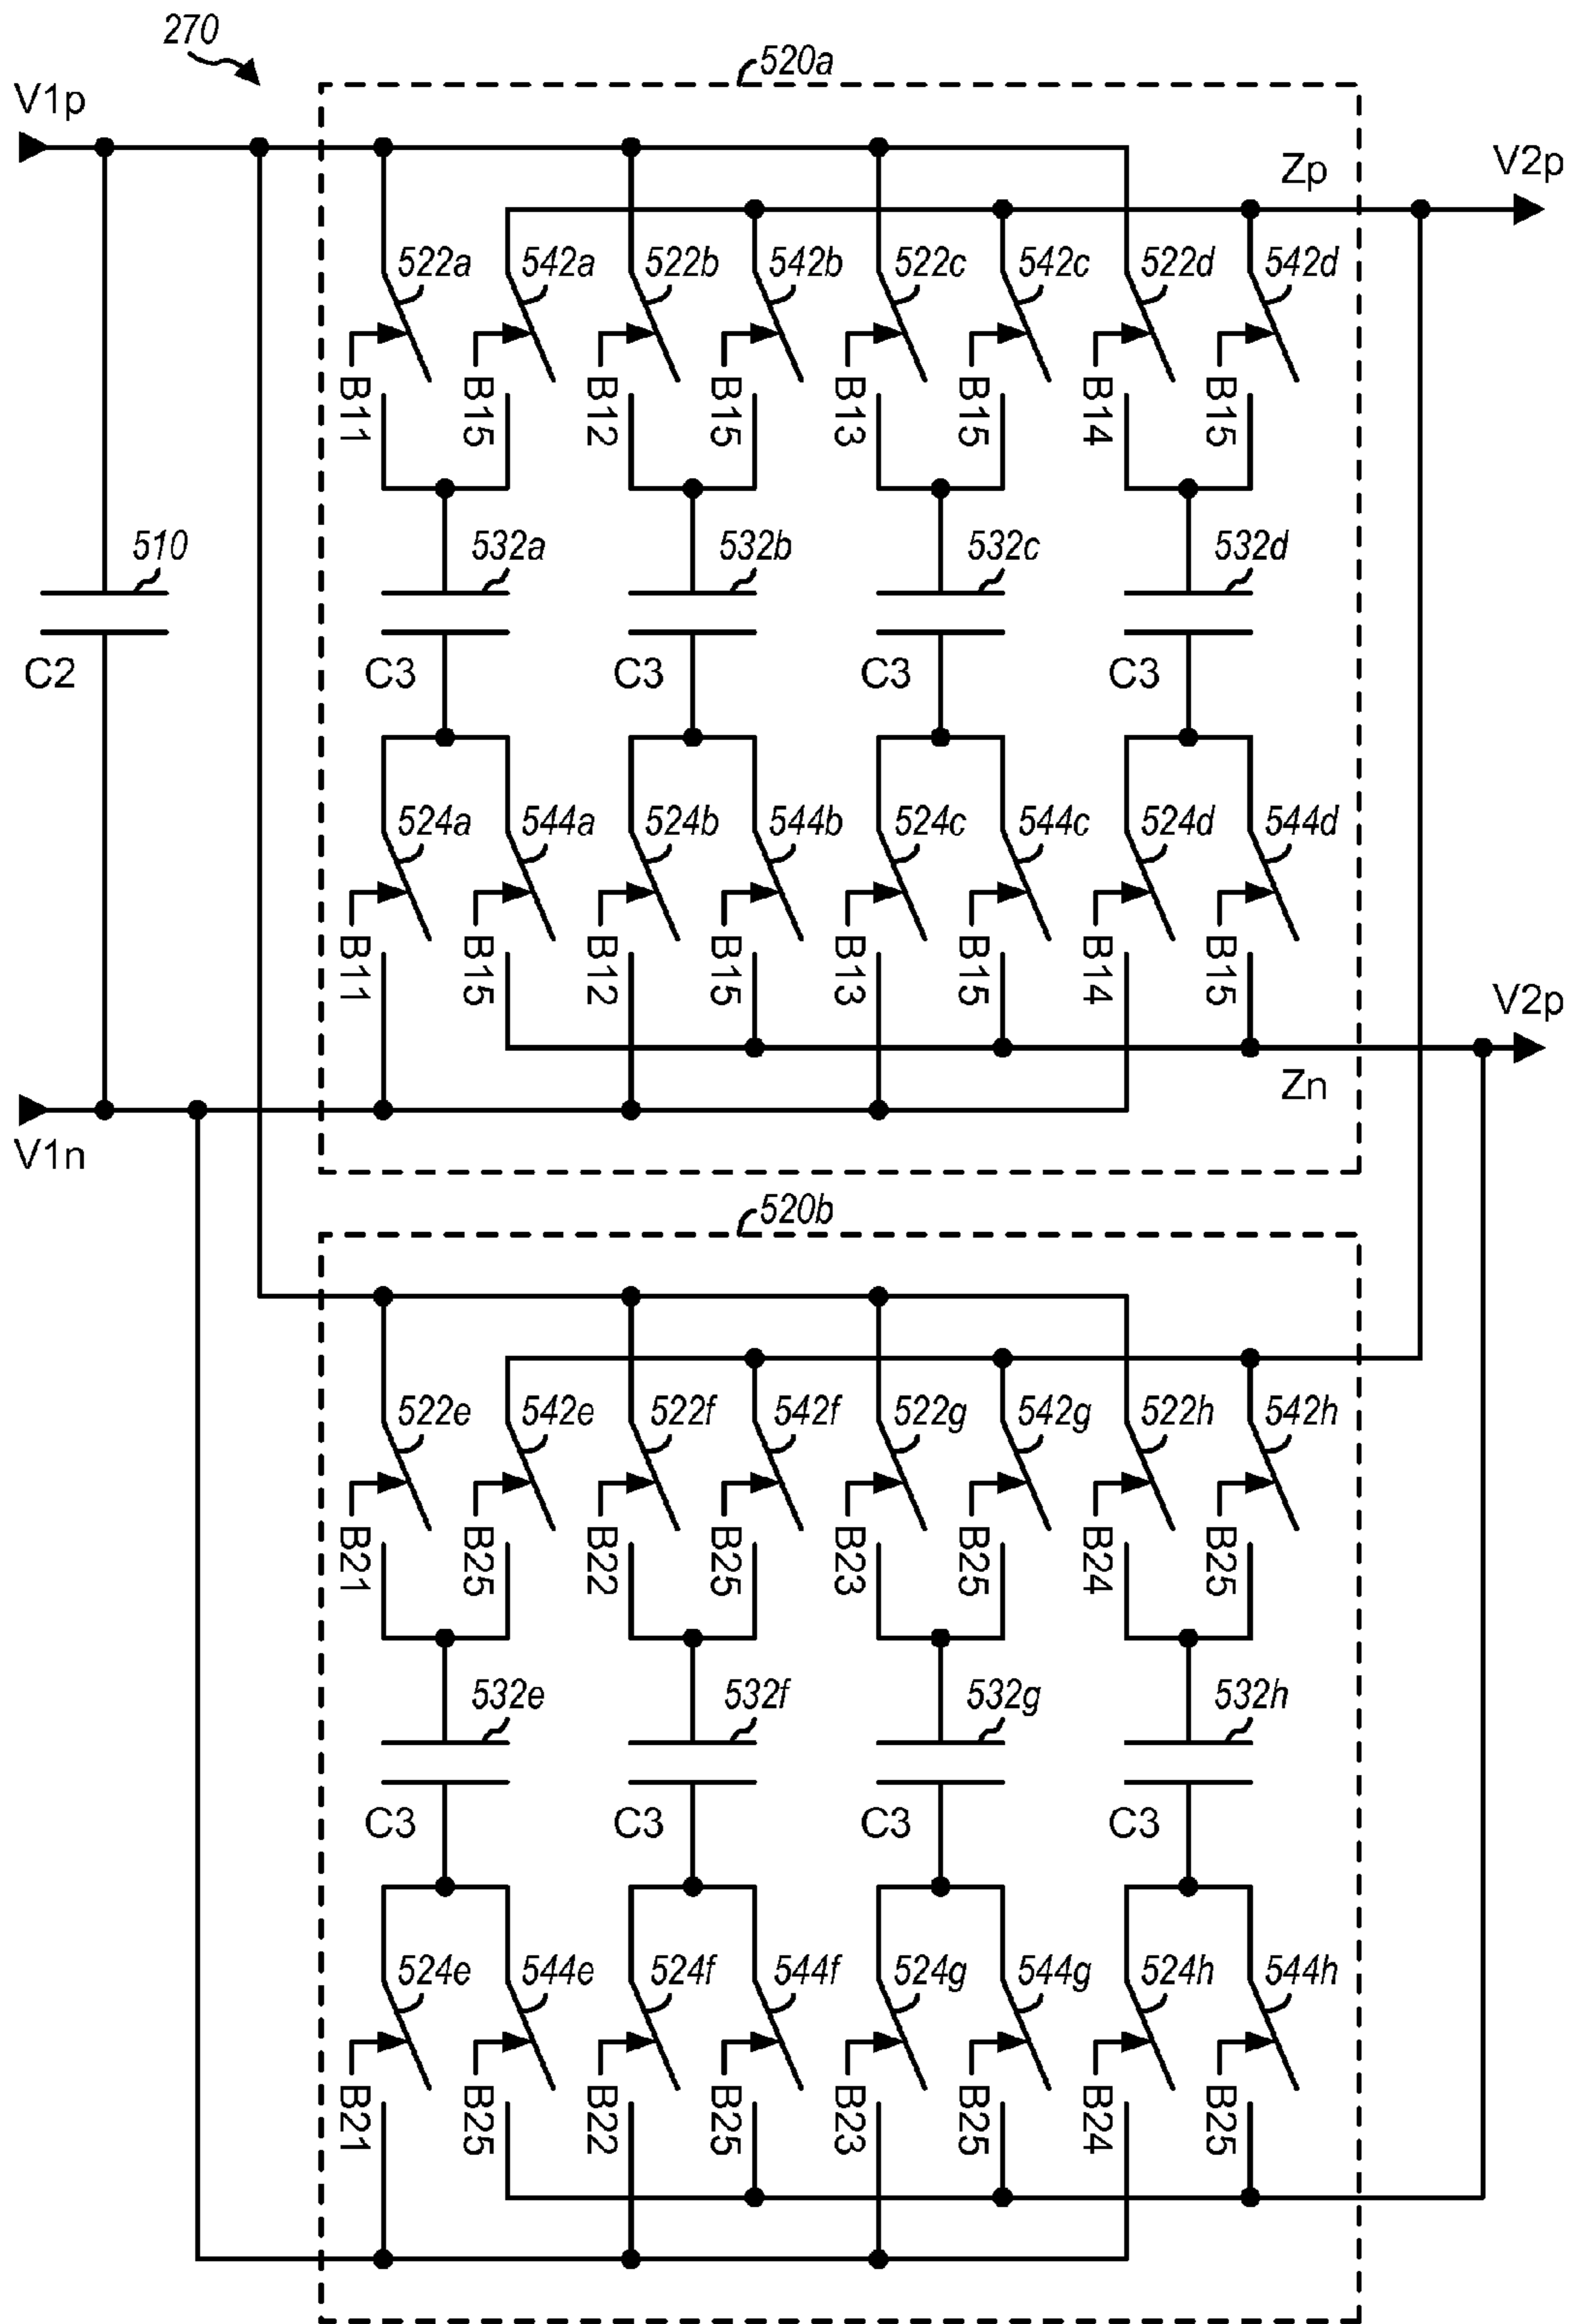 270
520a
V1p
Zp
V2p
522a 542a 522b 542b 522c 542c 522d 542d
B11 B15 B12 B15 B13 B15 B14 B15
510 532a 532b 532c 532d
C2 C3 C3 C3 C3
524a 544a 524b 544b 524c 544c 524d 544d
B11 B15 B12 B15 B13 B15 B14 B15
V2p
Zn
V1n
520b
522e 542e 522f 542f 522g 542g 522h 542h
B21 B25 B22 B25 B23 B25 B24 B25
532e 532f 532g 532h
C3 C3 C3 C3
524e 544e 524f 544f 524g 544g 524h 544h
B21 B25 B22 B25 B23 B25 B24 B25